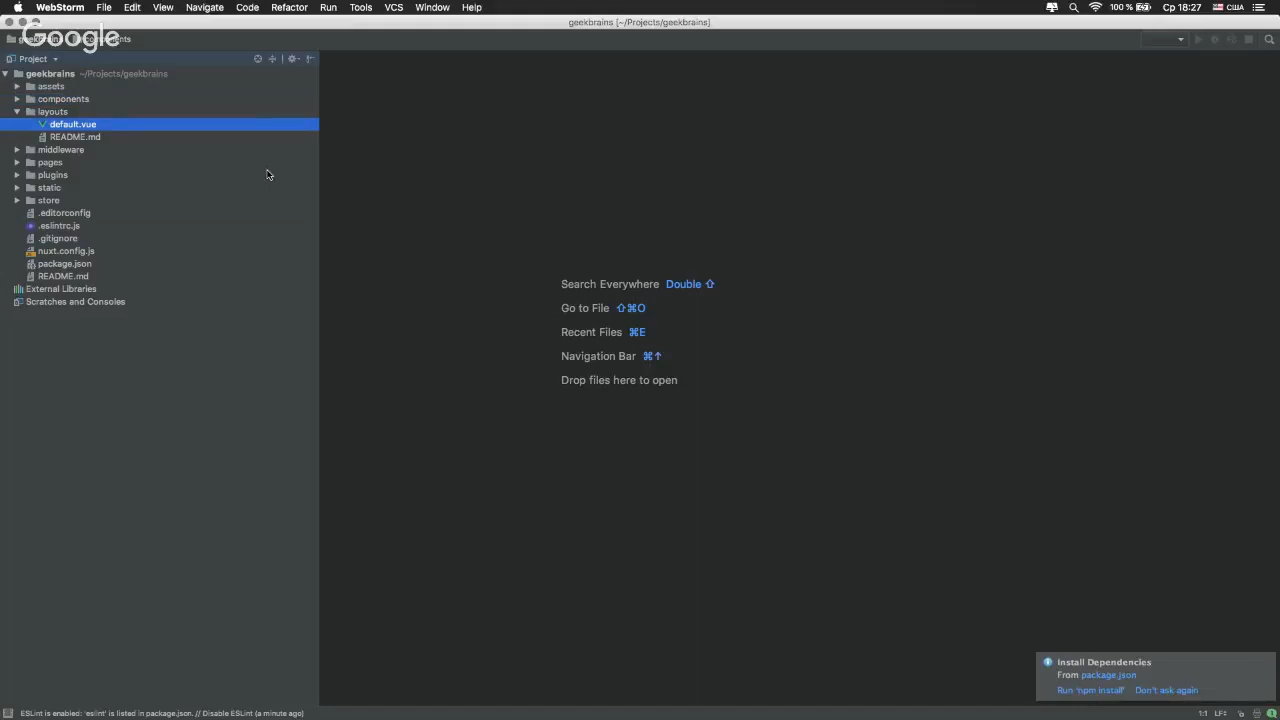 WebStorm File Edit View Navigate Code Refactor Run Tools VCS Window Help 100 % Ср 18:27 США
geekbrains [~/Projects/geekbrains]
Google
Project
geekbrains ~/Projects/geekbrains
assets
components
layouts
default.vue
README.md
middleware
pages
plugins
static
store
.editorconfig
.eslintrc.js
.gitignore
nuxt.config.js
package.json
README.md
External Libraries
Scratches and Consoles
Search Everywhere Double ⇧
Go to File ⇧⌘O
Recent Files ⌘E
Navigation Bar ⌘↑
Drop files here to open
Install Dependencies
From package.json
Run 'npm install' Don't ask again
ESLint is enabled: 'eslint' is listed in package.json. // Disable ESLint (a minute ago) 1:1 LF÷ 1